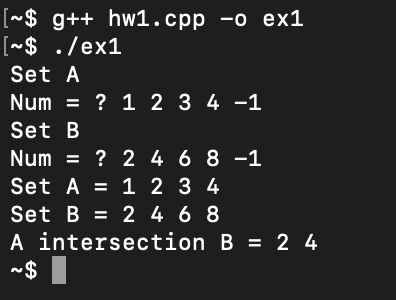 [~$ g++ hw1.cpp -o ex1
[~$ ./ex1
Set A
Num = ? 1 2 3 4 -1
Set B
Num = ? 2 4 6 8 -1
Set A = 1 2 3 4
Set B = 2 4 6 8
A intersection B = 2 4
~$